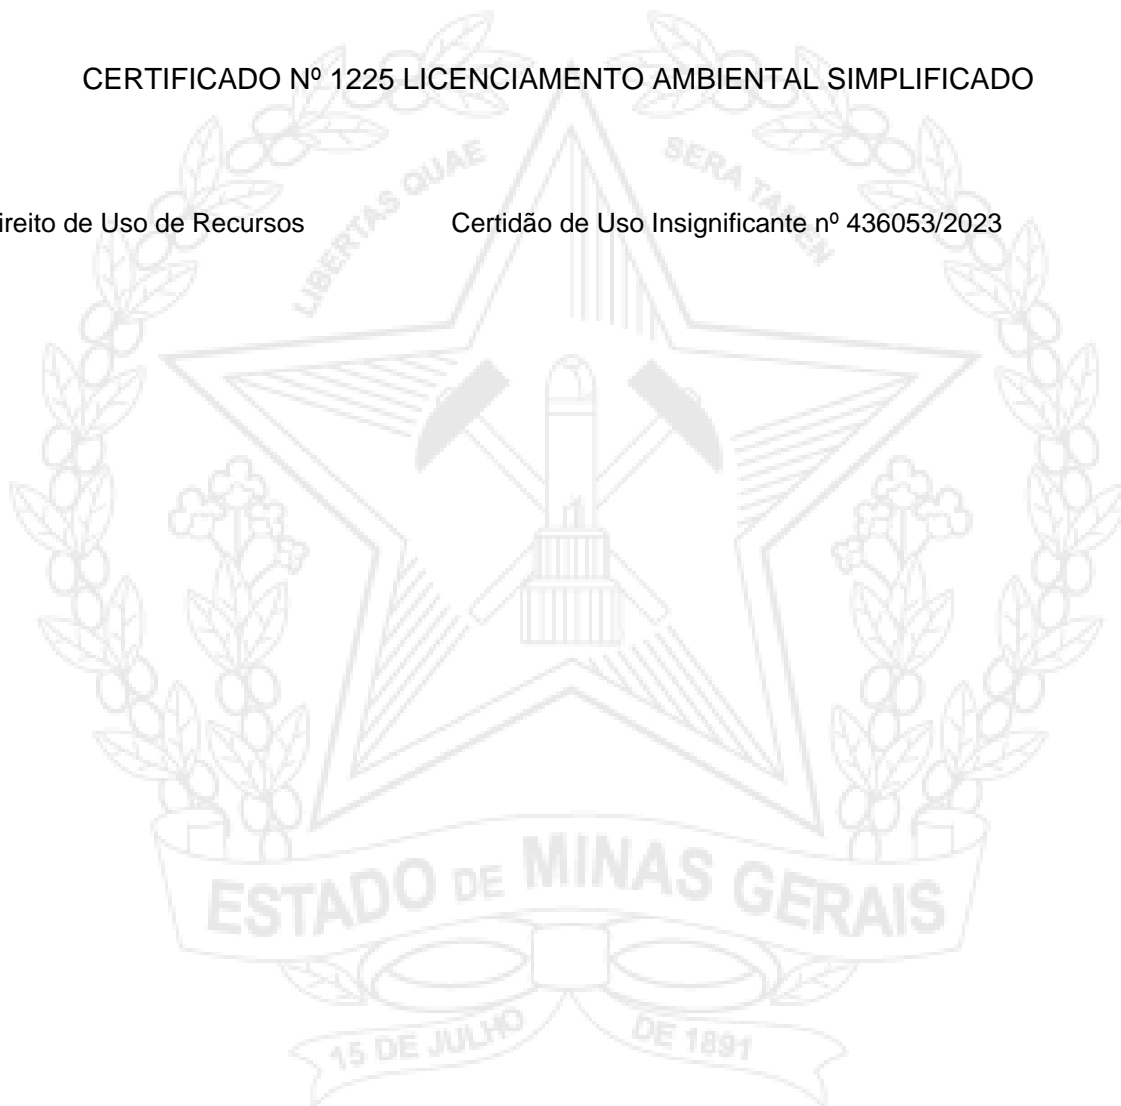 CERTIFICADO Nº 1225 LICENCIAMENTO AMBIENTAL SIMPLIFICADO
LIBERTAS QUAE SERA TAMEN
ireito de Uso de Recursos Certidão de Uso Insignificante nº 436053/2023
ESTADO DE MINAS GERAIS
15 DE JULHO DE 1891